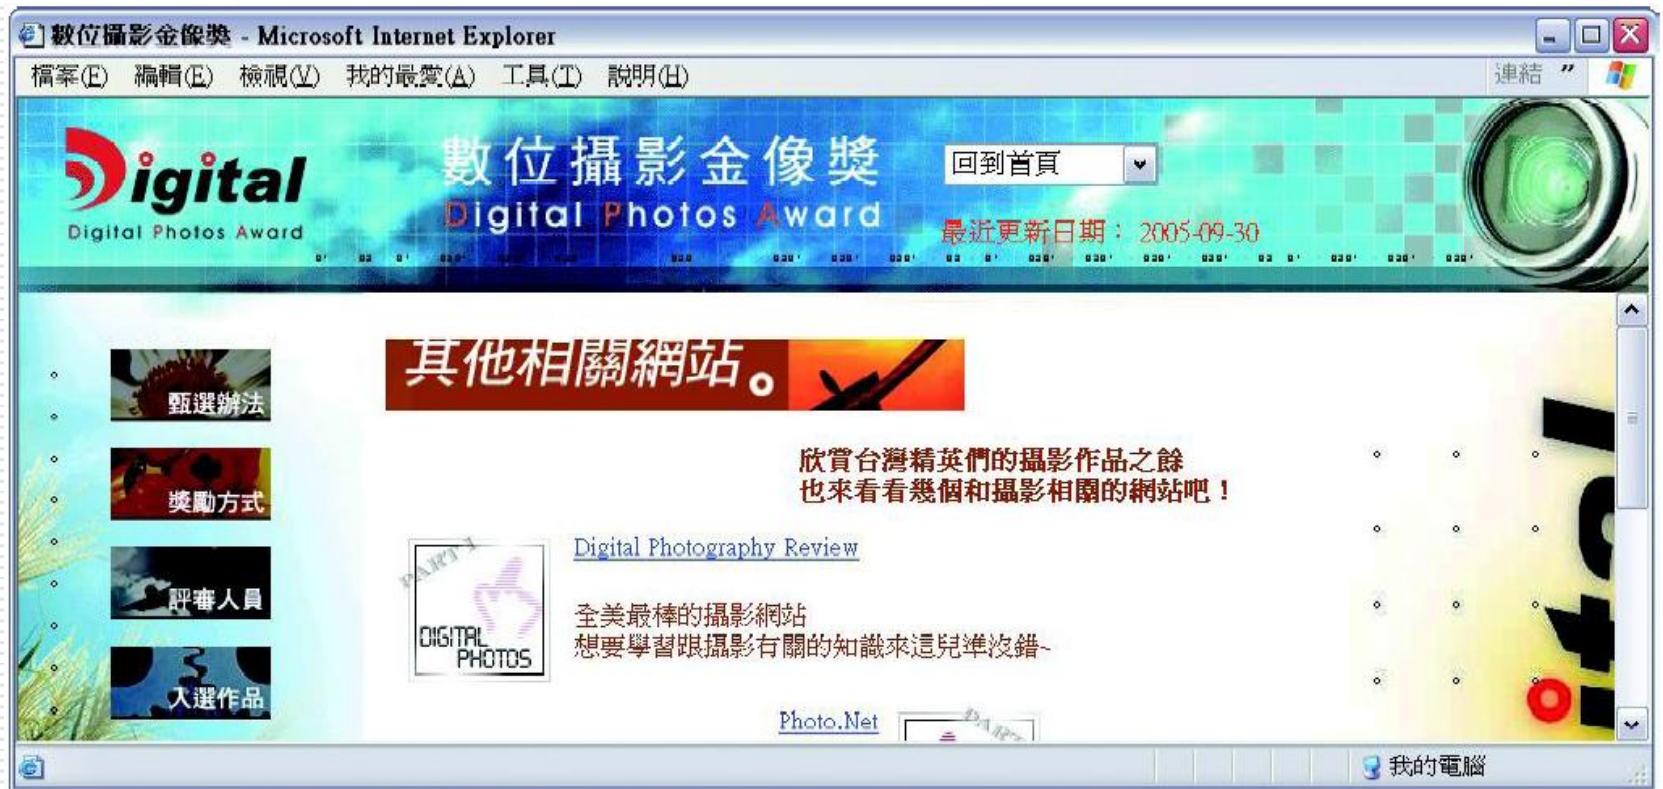 數位攝影金像獎 - Microsoft Internet Explorer
檔案(F) 編輯(E) 檢視(V) 我的最愛(A) 工具(T) 說明(H)
連結 ”
Digital
Digital Photos Award
數位攝影金像獎
Digital Photos Award
回到首頁
最近更新日期： 2005-09-30
甄選辦法
獎勵方式
評審人員
入選作品
其他相關網站。
欣賞台灣精英們的攝影作品之餘
也來看看幾個和攝影相關的網站吧！
PART 1
DIGITAL
PHOTOS
Digital Photography Review
全美最棒的攝影網站
想要學習跟攝影有關的知識來這兒準沒錯~
Photo.Net
PART
我的電腦